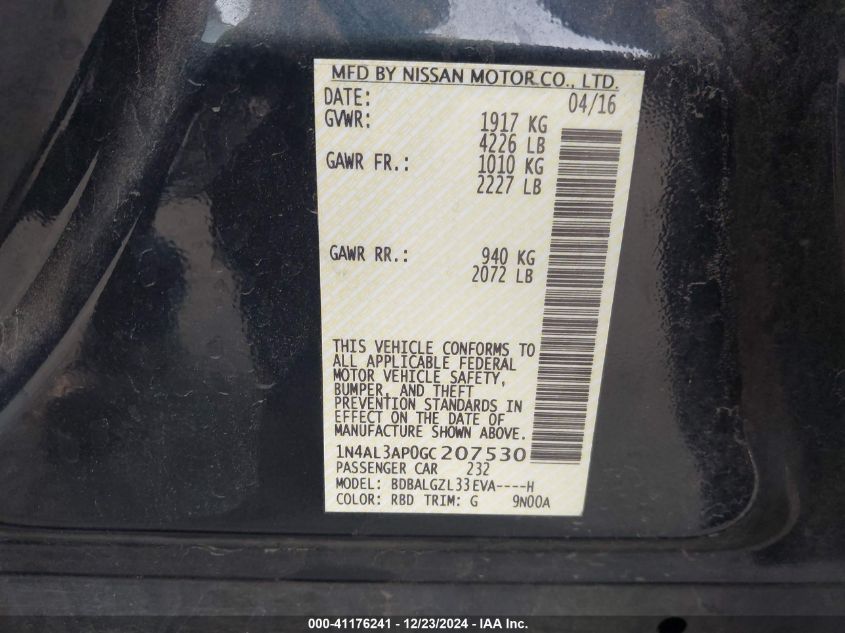 MFD BY NISSAN MOTOR CO., LTD.
DATE: 04/16
GVWR: 1917 KG
4226 LB
GAWR FR.: 1010 KG
2227 LB
GAWR RR.: 940 KG
2072 LB
THIS VEHICLE CONFORMS TO
ALL APPLICABLE FEDERAL
MOTOR VEHICLE SAFETY,
BUMPER, AND THEFT
PREVENTION STANDARDS IN
EFFECT ON THE DATE OF
MANUFACTURE SHOWN ABOVE.
1N4AL3AP0GC207530
PASSENGER CAR 232
MODEL: BDBALGZL33EVA----H
COLOR: RBD TRIM: G 9N00A
000-41176241 - 12/23/2024 - IAA Inc.